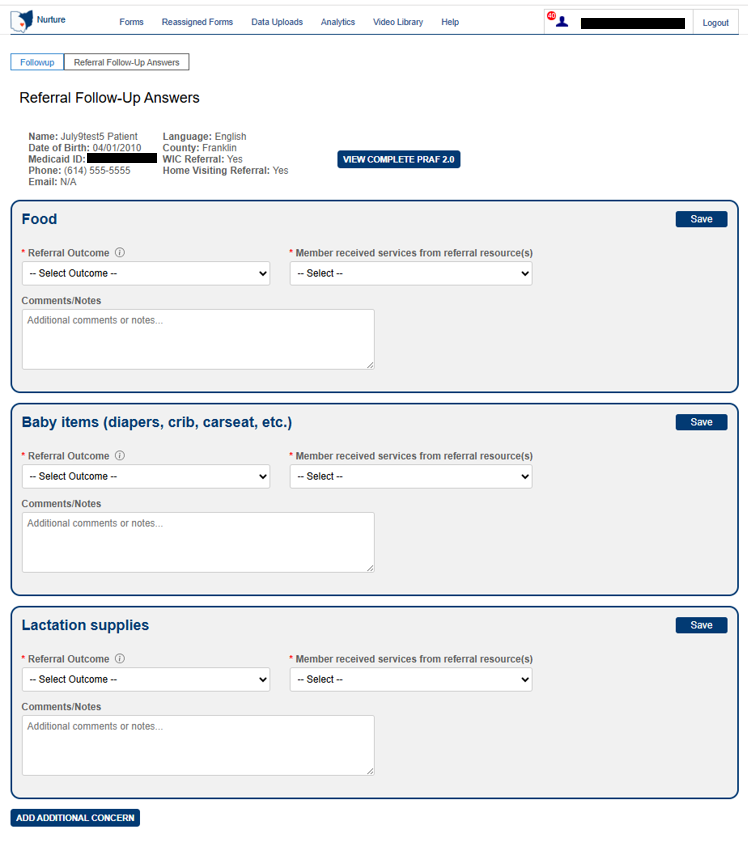 Nurture
Forms Reassigned Forms Data Uploads Analytics Video Library Help
40
Logout
Followup Referral Follow-Up Answers
Referral Follow-Up Answers
Name: July9test5 Patient Language: English
Date of Birth: 04/01/2010 County: Franklin
Medicaid ID: WIC Referral: Yes
Phone: (614) 555-5555 Home Visiting Referral: Yes
Email: N/A
VIEW COMPLETE PRAF 2.0
Food Save
* Referral Outcome ⓘ * Member received services from referral resource(s)
-- Select Outcome -- -- Select --
Comments/Notes
Additional comments or notes...
Baby items (diapers, crib, carseat, etc.) Save
* Referral Outcome ⓘ * Member received services from referral resource(s)
-- Select Outcome -- -- Select --
Comments/Notes
Additional comments or notes...
Lactation supplies Save
* Referral Outcome ⓘ * Member received services from referral resource(s)
-- Select Outcome -- -- Select --
Comments/Notes
Additional comments or notes...
ADD ADDITIONAL CONCERN